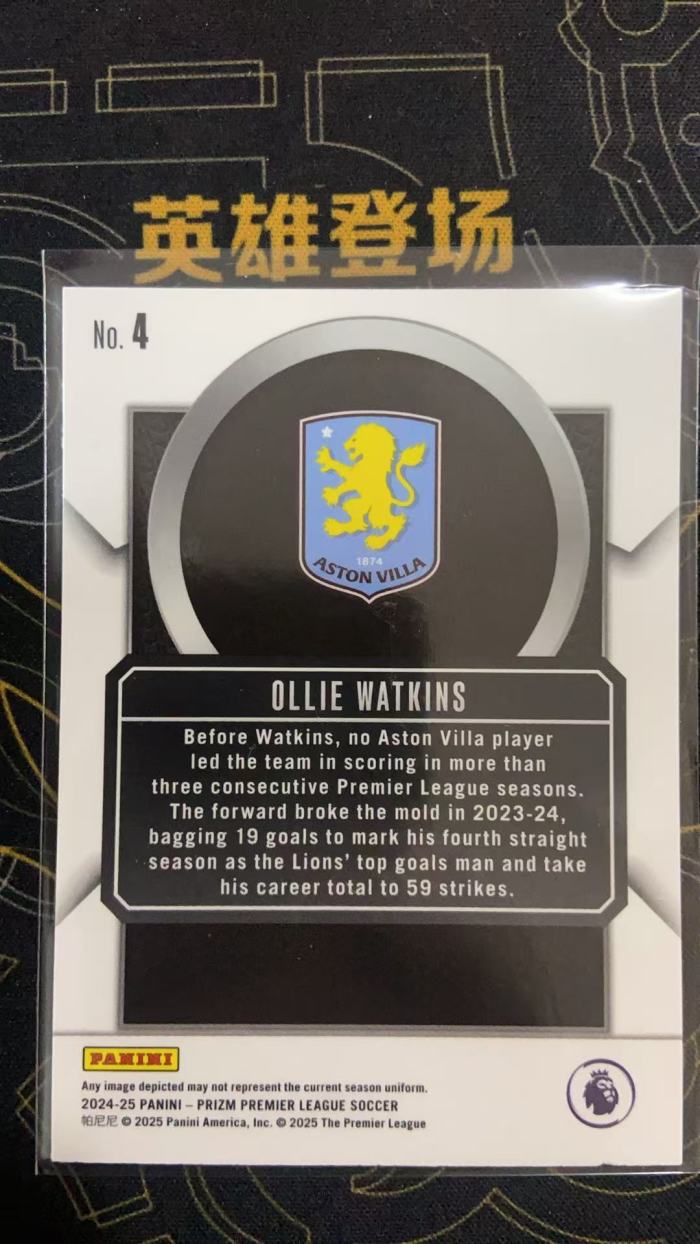 英雄登场
No. 4
1874
ASTON VILLA
OLLIE WATKINS
Before Watkins, no Aston Villa player
led the team in scoring in more than
three consecutive Premier League seasons.
The forward broke the mold in 2023-24,
bagging 19 goals to mark his fourth straight
season as the Lions' top goals man and take
his career total to 59 strikes.
PANINI
Any image depicted may not represent the current season uniform.
2024-25 PANINI – PRIZM PREMIER LEAGUE SOCCER
帕尼尼 © 2025 Panini America, Inc. © 2025 The Premier League